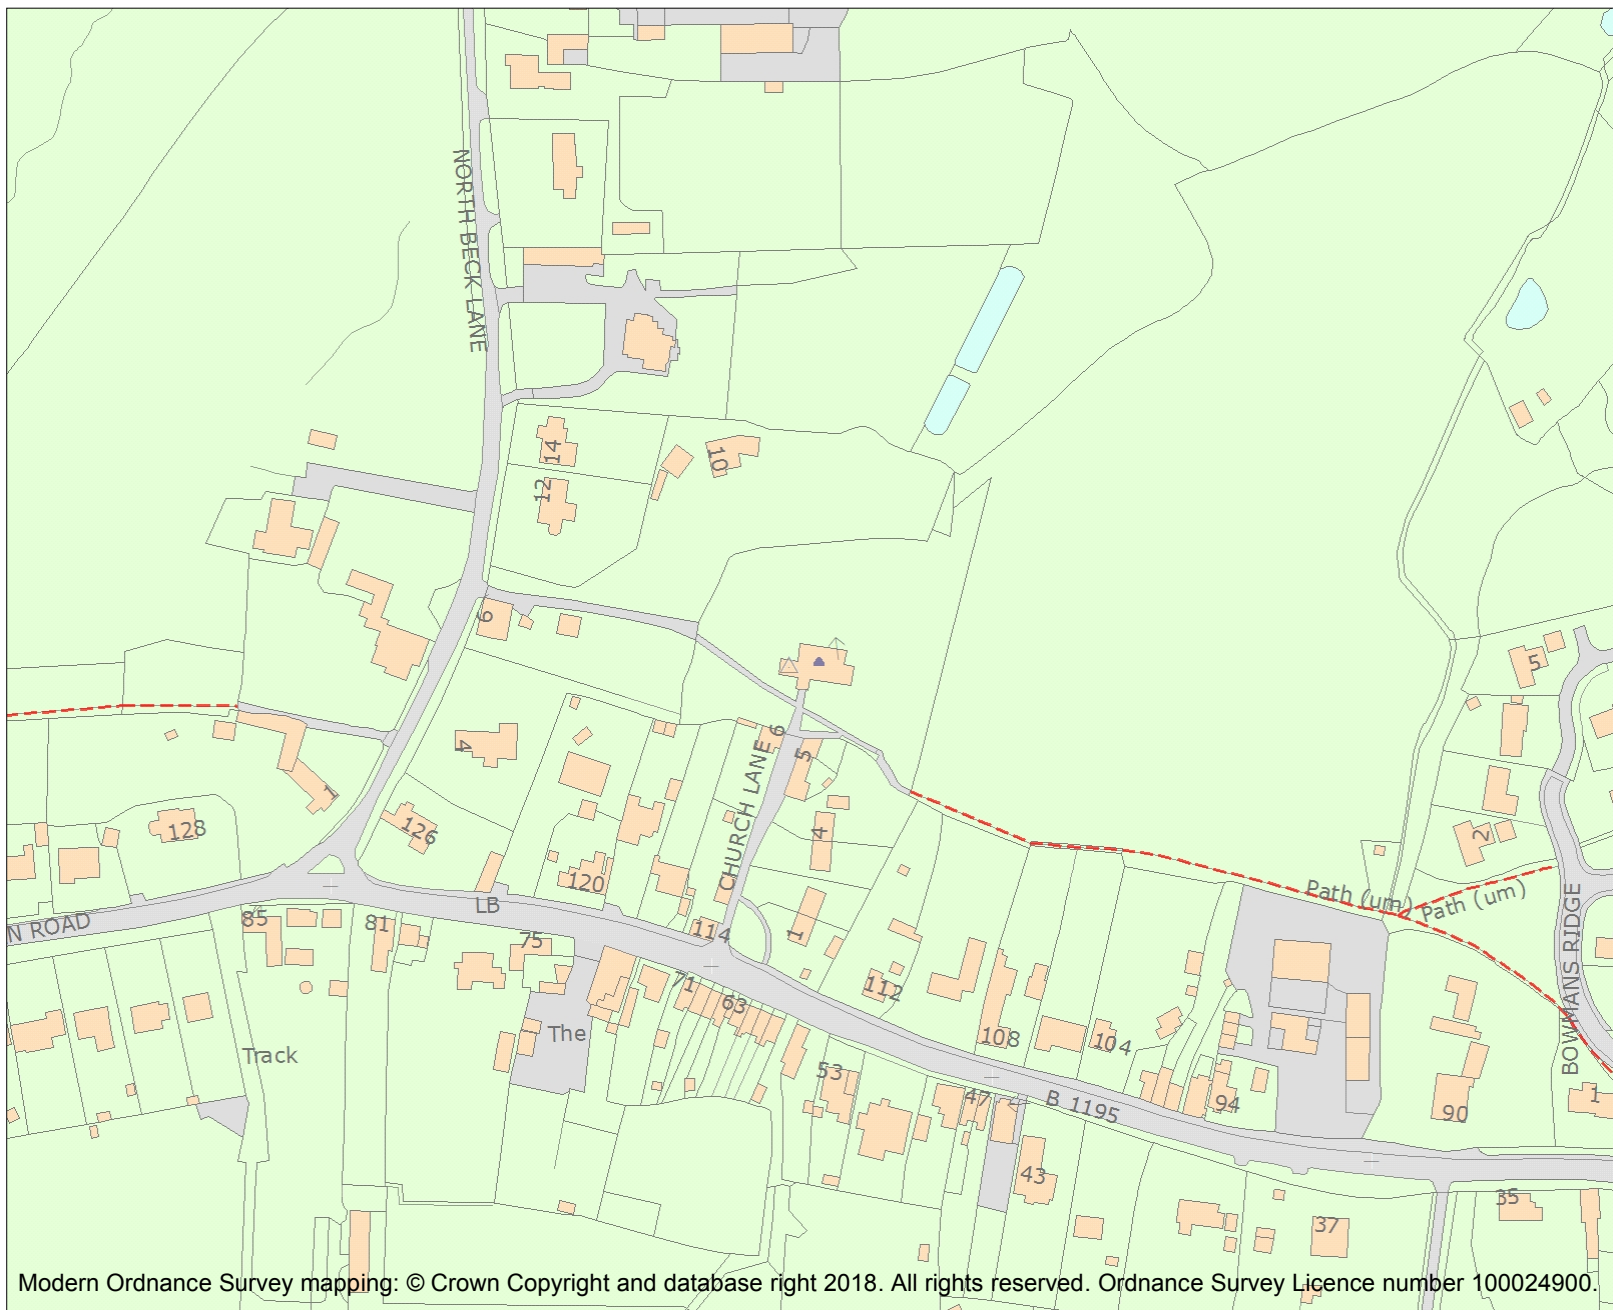 NORTH BECK LANE
14
10
12
6
5
4
6
5
CHURCH LANE
1
128
126
4
2
120
Path (um)
Path (um)
LB
N ROAD
85
81
75
114
1
BOWMANS RIDGE
71
63
112
The
108
104
Track
53
47
B 1195
94
90
1
43
35
37
Modern Ordnance Survey mapping: © Crown Copyright and database right 2018. All rights reserved. Ordnance Survey Licence number 100024900.